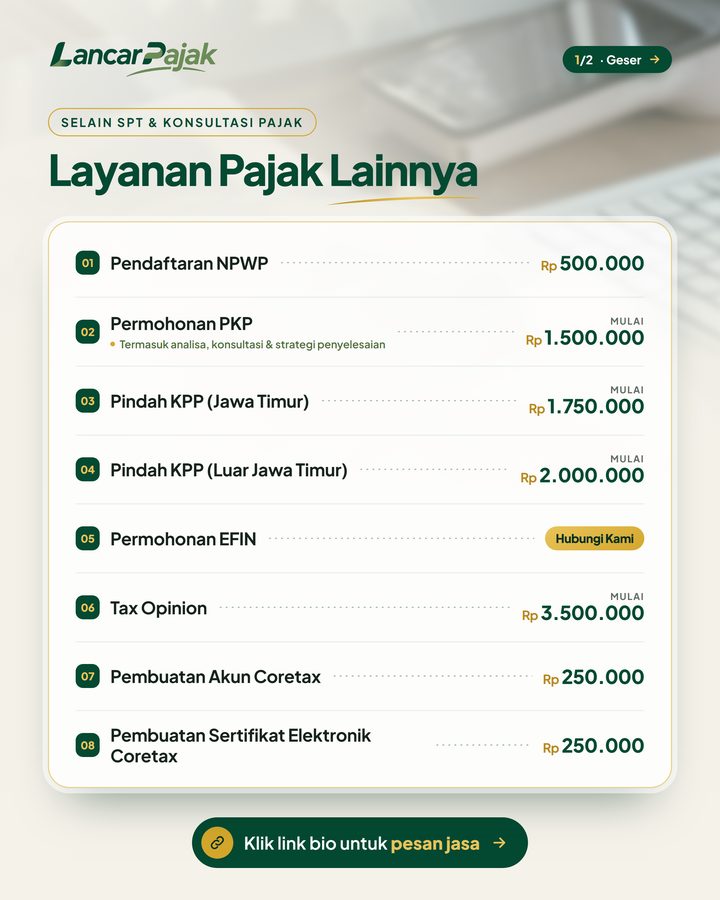 LancarPajak
1/2 · Geser →
SELAIN SPT & KONSULTASI PAJAK
Layanan Pajak Lainnya
01 Pendaftaran NPWP Rp 500.000
02 Permohonan PKP MULAI Rp 1.500.000
• Termasuk analisa, konsultasi & strategi penyelesaian
03 Pindah KPP (Jawa Timur) MULAI Rp 1.750.000
04 Pindah KPP (Luar Jawa Timur) MULAI Rp 2.000.000
05 Permohonan EFIN Hubungi Kami
06 Tax Opinion MULAI Rp 3.500.000
07 Pembuatan Akun Coretax Rp 250.000
08 Pembuatan Sertifikat Elektronik
Coretax Rp 250.000
Klik link bio untuk pesan jasa →